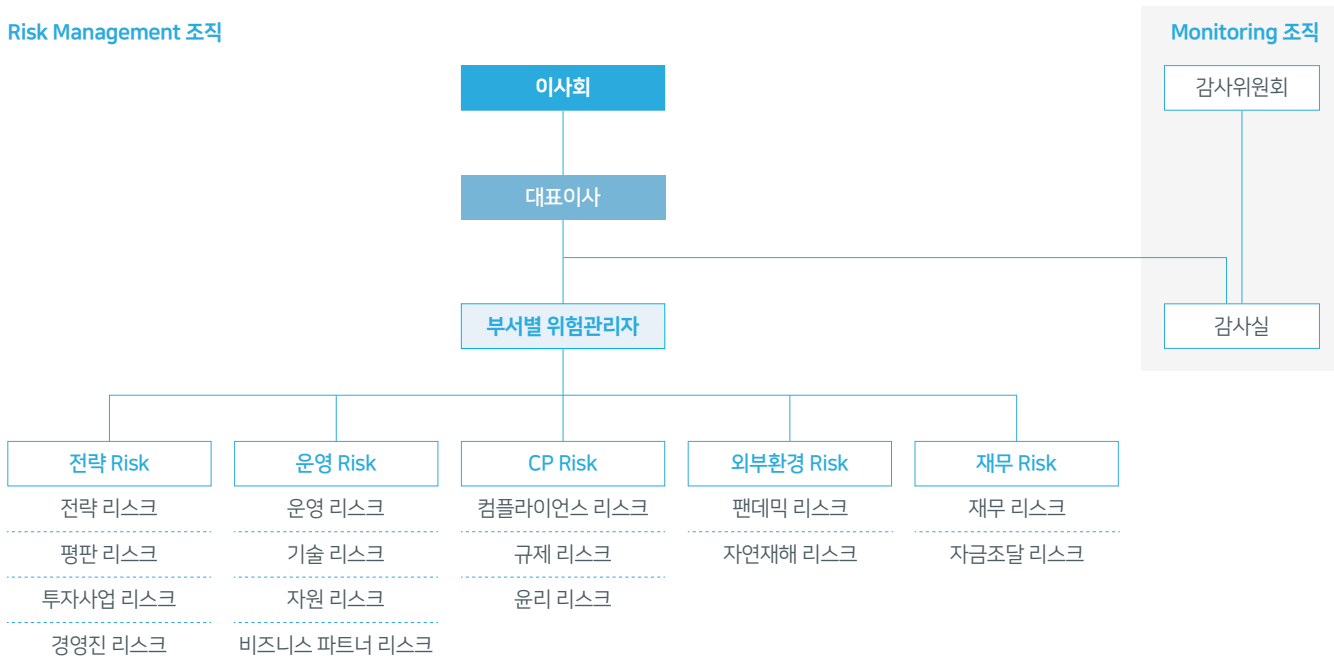 Risk Management 조직
Monitoring 조직
이사회
감사위원회
대표이사
부서별 위험관리자
감사실
전략 Risk
운영 Risk
CP Risk
외부환경 Risk
재무 Risk
전략 리스크
운영 리스크
컴플라이언스 리스크
팬데믹 리스크
재무 리스크
평판 리스크
기술 리스크
규제 리스크
자연재해 리스크
자금조달 리스크
투자사업 리스크
자원 리스크
윤리 리스크
경영진 리스크
비즈니스 파트너 리스크